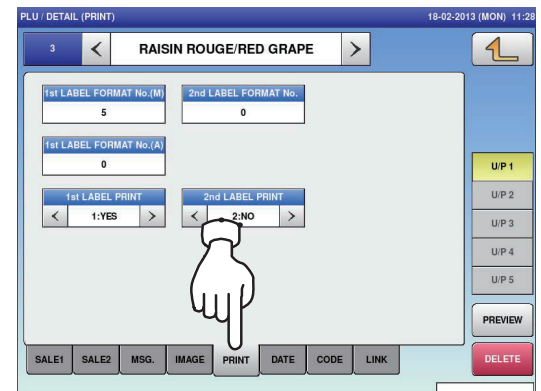 PLU / DETAIL (PRINT) 18-02-2013 (MON) 11:28
3 < RAISIN ROUGE/RED GRAPE >
1st LABEL FORMAT No.(M) 2nd LABEL FORMAT No.
5 0
1st LABEL FORMAT No.(A)
0
1st LABEL PRINT 2nd LABEL PRINT
< 1:YES > < 2:NO >
U/P 1
U/P 2
U/P 3
U/P 4
U/P 5
PREVIEW
SALE1 SALE2 MSG. IMAGE PRINT DATE CODE LINK DELETE